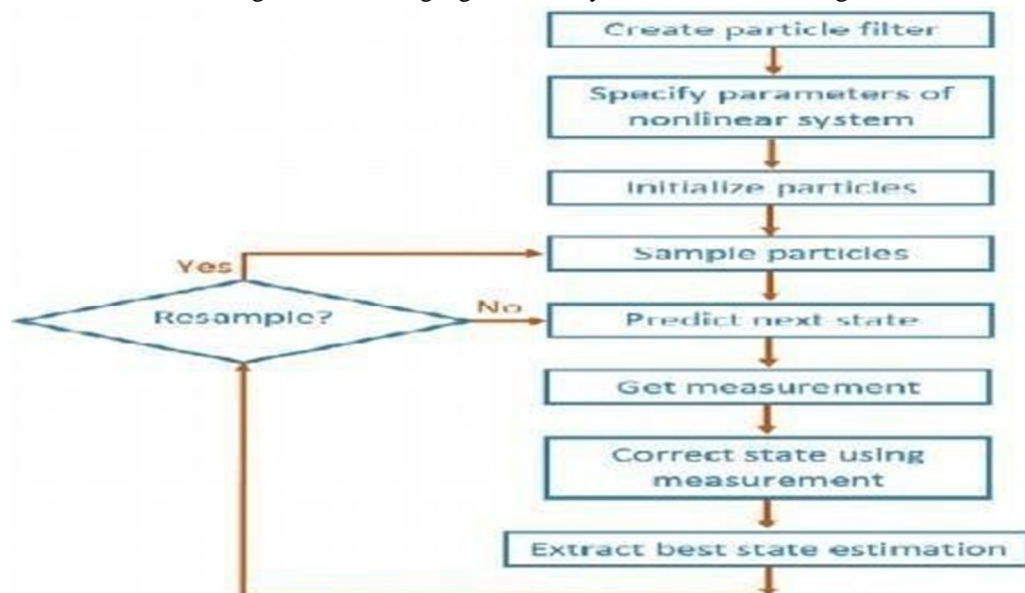 Create particle filter
Specify parameters of
nonlinear system
Initialize particles
Sample particles
Yes
No
Resample?
Predict next state
Get measurement
Correct state using
measurement
Extract best state estimation